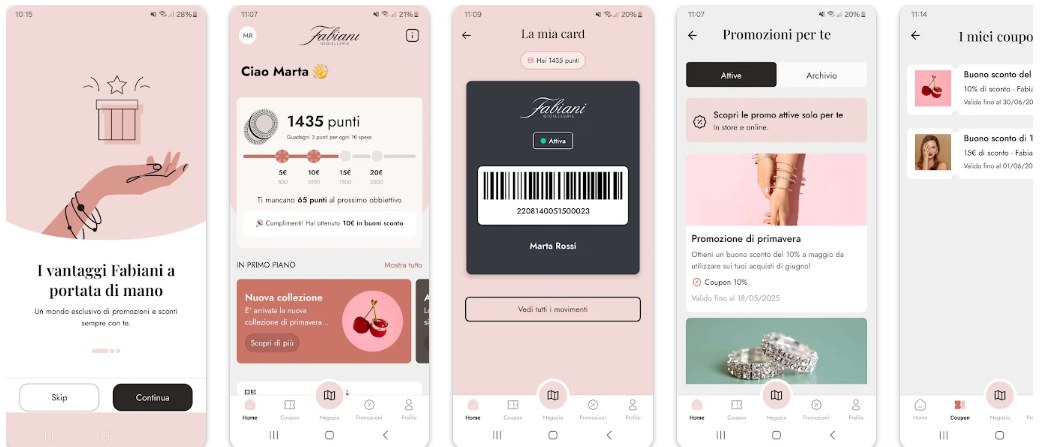 10:15
28%
I vantaggi Fabiani a
portata di mano
Un mondo esclusivo di promozioni e sconti
sempre con te.
Skip
Continua
11:07
21%
MR
Fabiani
GIOIELLERIE
Ciao Marta
1435 punti
Guadagni 3 punti per ogni 1€ speso
5€
10€
15€
20€
500
1000
1500
2000
Ti mancano 65 punti al prossimo obbiettivo
Complimenti! Hai ottenuto 10€ in buoni sconto
IN PRIMO PIANO
Mostra tutto
Nuova collezione
E' arrivata la nuova
collezione di primavera ...
Scopri di più
Home
Coupon
Negozio
Promozioni
Profilo
11:09
20%
La mia card
Hai 1435 punti
Fabiani
GIOIELLERIE
Attiva
2208140051500023
Marta Rossi
Vedi tutti i movimenti
Home
Coupon
Negozio
Promozioni
Profilo
11:07
20%
Promozioni per te
Attive
Archivio
Scopri le promo attive solo per te
In store e online.
Promozione di primavera
Ottieni un buono sconto del 10% a maggio da
utilizzare sui tuoi acquisti di giugno!
Coupon 10%
Valido fino al 18/05/2025
Home
Coupon
Negozio
Promozioni
Profilo
11:14
I miei coupo
Buono sconto del
10% di sconto · Fabia
Valido fino al 30/06/20
Buono sconto di 1
15€ di sconto · Fabia
Valido fino al 01/06/20
Home
Coupon
Negozio